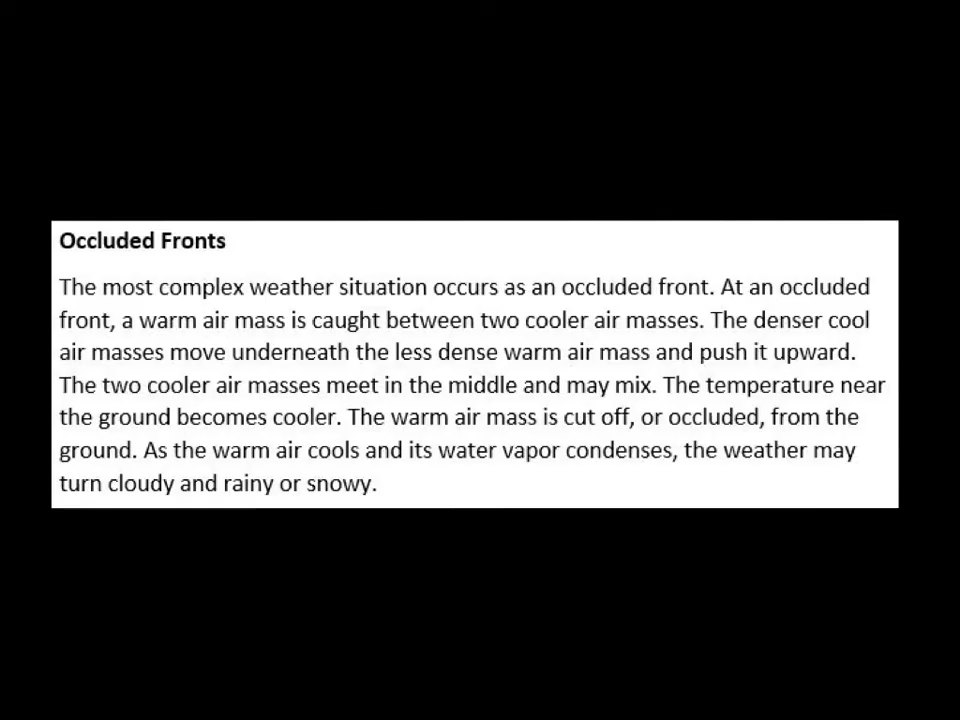 Occluded Fronts
The most complex weather situation occurs as an occluded front. At an occluded
front, a warm air mass is caught between two cooler air masses. The denser cool
air masses move underneath the less dense warm air mass and push it upward.
The two cooler air masses meet in the middle and may mix. The temperature near
the ground becomes cooler. The warm air mass is cut off, or occluded, from the
ground. As the warm air cools and its water vapor condenses, the weather may
turn cloudy and rainy or snowy.